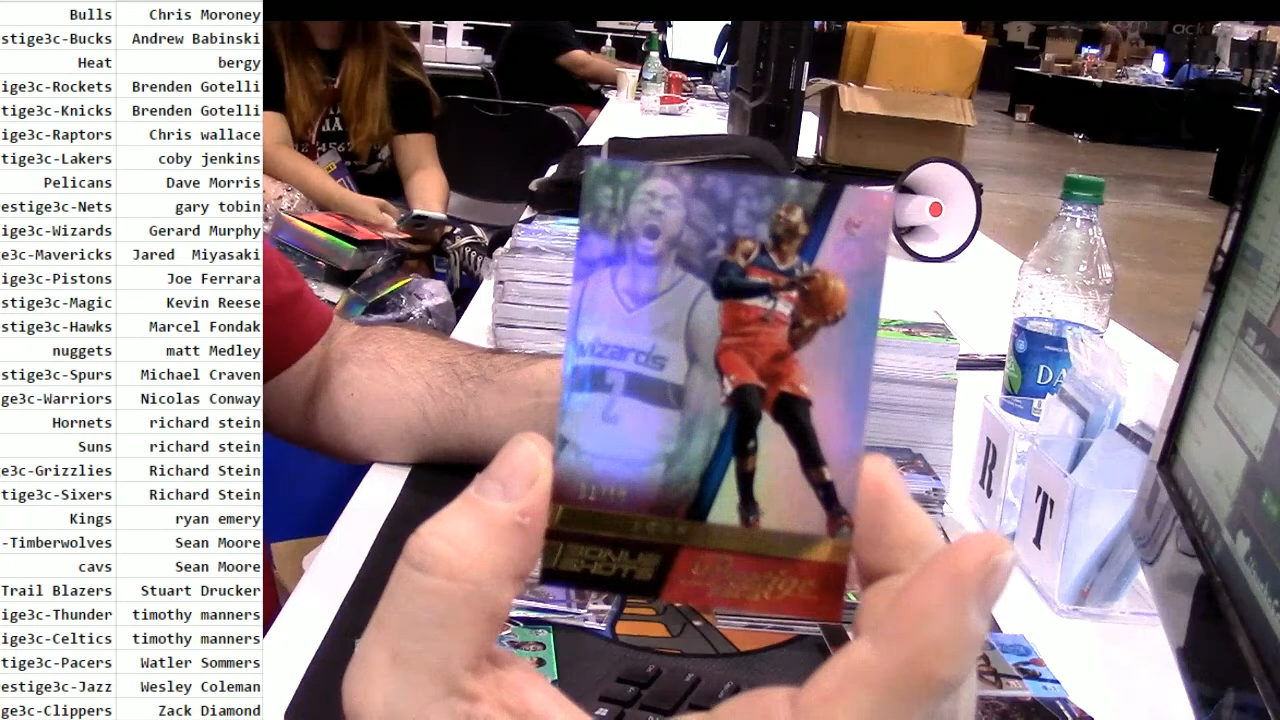 Bulls Chris Moroney
stige3c-Bucks Andrew Babinski
Heat bergy
ige3c-Rockets Brenden Gotelli
tige3c-Knicks Brenden Gotelli
ige3c-Raptors Chris wallace
tige3c-Lakers coby jenkins
Pelicans Dave Morris
estige3c-Nets gary tobin
ige3c-Wizards Gerard Murphy
e3c-Mavericks Jared Miyasaki
ige3c-Pistons Joe Ferrara
stige3c-Magic Kevin Reese
stige3c-Hawks Marcel Fondak
nuggets matt Medley
stige3c-Spurs Michael Craven
ge3c-Warriors Nicolas Conway
Hornets richard stein
Suns richard stein
e3c-Grizzlies Richard Stein
tige3c-Sixers Richard Stein
Kings ryan emery
-Timberwolves Sean Moore
cavs Sean Moore
Trail Blazers Stuart Drucker
ige3c-Thunder timothy manners
ige3c-Celtics timothy manners
tige3c-Pacers Watler Sommers
estige3c-Jazz Wesley Coleman
ge3c-Clippers Zack Diamond
wizards
2
BONUS
SHOTS
Prestige
DA
R
T